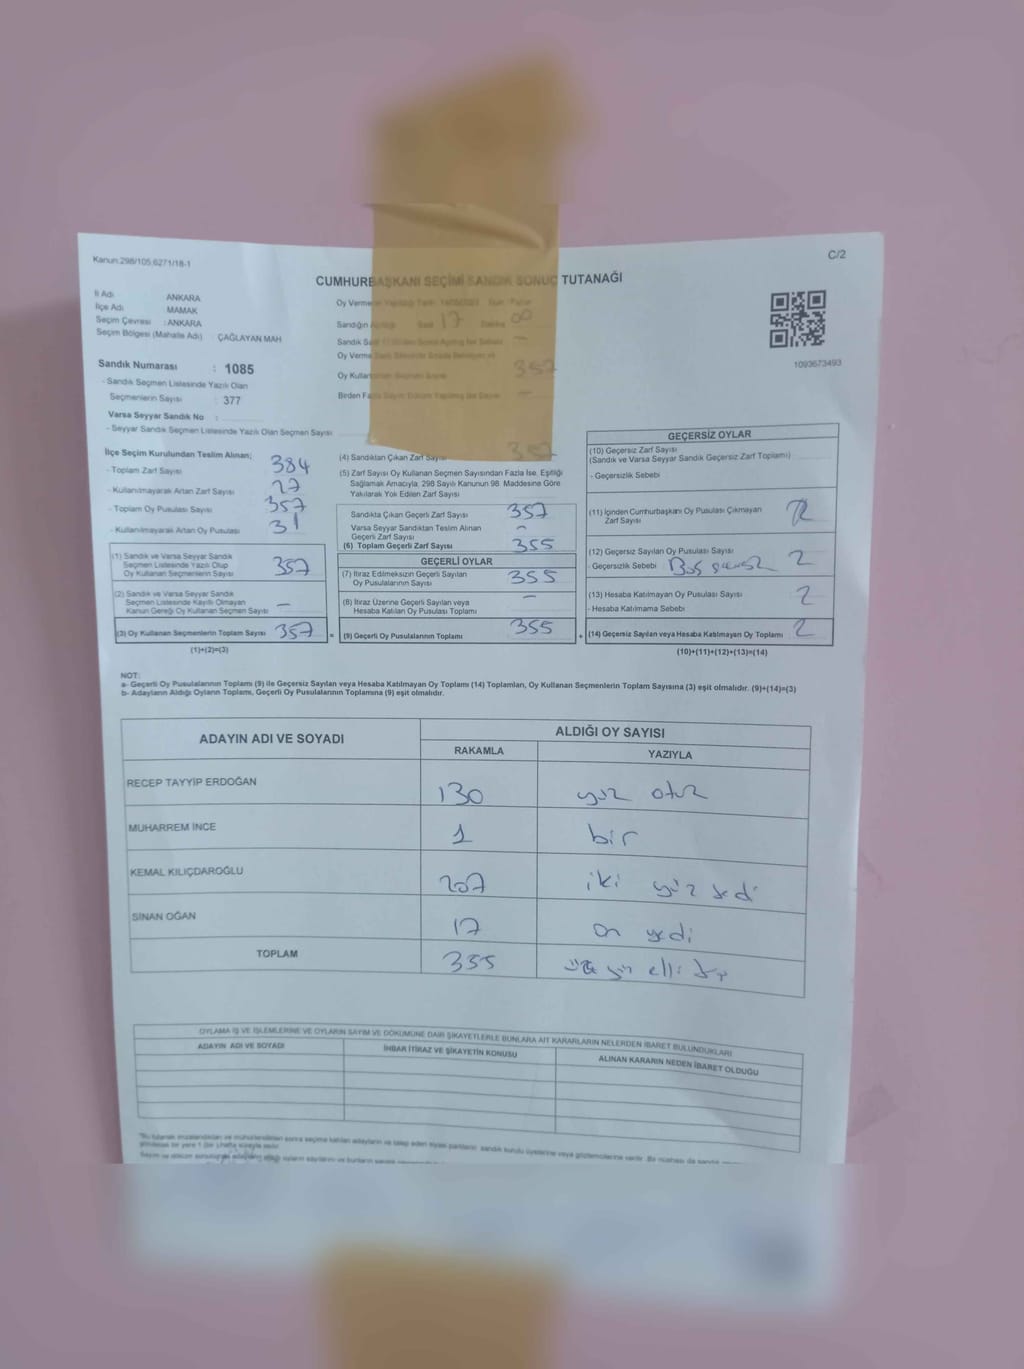 Kanun.298/105.6271/18-1
C/2
CUMHURBAŞKANI SEÇİMİ SANDIK SONUÇ TUTANAĞI
İl Adı ANKARA
İlçe Adı MAMAK
Seçim Çevresi : ANKARA
Seçim Bölgesi (Mahalle Adı) : ÇAĞLAYAN MAH
Sandık Numarası : 1085
- Sandık Seçmen Listesinde Yazılı Olan
Seçmenlerin Sayısı : 377
Varsa Seyyar Sandık No :
- Seyyar Sandık Seçmen Listesinde Yazılı Olan Seçmen Sayısı
Oy Verme
Sandığın Açıldığı Saat 17 Dakika 00
Oy Verme
Oy Kullanan 357
1093673493
İlçe Seçim Kurulundan Teslim Alınan;
- Toplam Zarf Sayısı 384
- Kullanılmayarak Artan Zarf Sayısı 27
- Toplam Oy Pusulası Sayısı 357
- Kullanılmayarak Artan Oy Pusulası 31
(1) Sandık ve Varsa Seyyar Sandık
Seçmen Listesinde Yazılı Olup
Oy Kullanan Seçmenlerin Sayısı 357
(2) Sandık ve Varsa Seyyar Sandık
Seçmen Listesinde Kayıtlı Olmayan
Kanun Gereği Oy Kullanan Seçmen Sayısı –
(3) Oy Kullanan Seçmenlerin Toplam Sayısı 357 =
(1)+(2)=(3)
(4) Sandıktan Çıkan Zarf Sayısı 357
(5) Zarf Sayısı Oy Kullanan Seçmen Sayısından Fazla İse, Eşitliği
Sağlamak Amacıyla, 298 Sayılı Kanunun 98. Maddesine Göre
Yakılarak Yok Edilen Zarf Sayısı
Sandıkta Çıkan Geçerli Zarf Sayısı 357
Varsa Seyyar Sandıktan Teslim Alınan
Geçerli Zarf Sayısı –
(6) Toplam Geçerli Zarf Sayısı 355
GEÇERLİ OYLAR
(7) İtiraz Edilmeksizin Geçerli Sayılan
Oy Pusulalarının Sayısı 355
(8) İtiraz Üzerine Geçerli Sayılan veya
Hesaba Katılan Oy Pusulası Toplamı –
(9) Geçerli Oy Pusulalarının Toplamı 355 +
GEÇERSİZ OYLAR
(10) Geçersiz Zarf Sayısı
(Sandık ve Varsa Seyyar Sandık Geçersiz Zarf Toplamı)
- Geçersizlik Sebebi
(11) İçinden Cumhurbaşkanı Oy Pusulası Çıkmayan
Zarf Sayısı
(12) Geçersiz Sayılan Oy Pusulası Sayısı 2
- Geçersizlik Sebebi Boş
(13) Hesaba Katılmayan Oy Pusulası Sayısı 2
- Hesaba Katılmama Sebebi
(14) Geçersiz Sayılan veya Hesaba Katılmayan Oy Toplamı 2
(10)+(11)+(12)+(13)=(14)
NOT:
a- Geçerli Oy Pusulalarının Toplamı (9) ile Geçersiz Sayılan veya Hesaba Katılmayan Oy Toplamı (14) Toplamları, Oy Kullanan Seçmenlerin Toplam Sayısına (3) eşit olmalıdır. (9)+(14)=(3)
b- Adayların Aldığı Oyların Toplamı, Geçerli Oy Pusulalarının Toplamına (9) eşit olmalıdır.
ADAYIN ADI VE SOYADI ALDIĞI OY SAYISI
RAKAMLA YAZIYLA
RECEP TAYYİP ERDOĞAN 130 yüz otuz
MUHARREM İNCE 1 bir
KEMAL KILIÇDAROĞLU 207 iki yüz yedi
SİNAN OĞAN 17 on yedi
TOPLAM 355 üç yüz elli beş
OYLAMA İŞ VE İŞLEMLERİNE VE OYLARIN SAYIM VE DÖKÜMÜNE DAİR ŞİKAYETLERLE BUNLARA AİT KARARLARIN NELERDEN İBARET BULUNDUKLARI
ADAYIN ADI VE SOYADI İHBAR İTİRAZ VE ŞİKAYETİN KONUSU ALINAN KARARIN NEDEN İBARET OLDUĞU